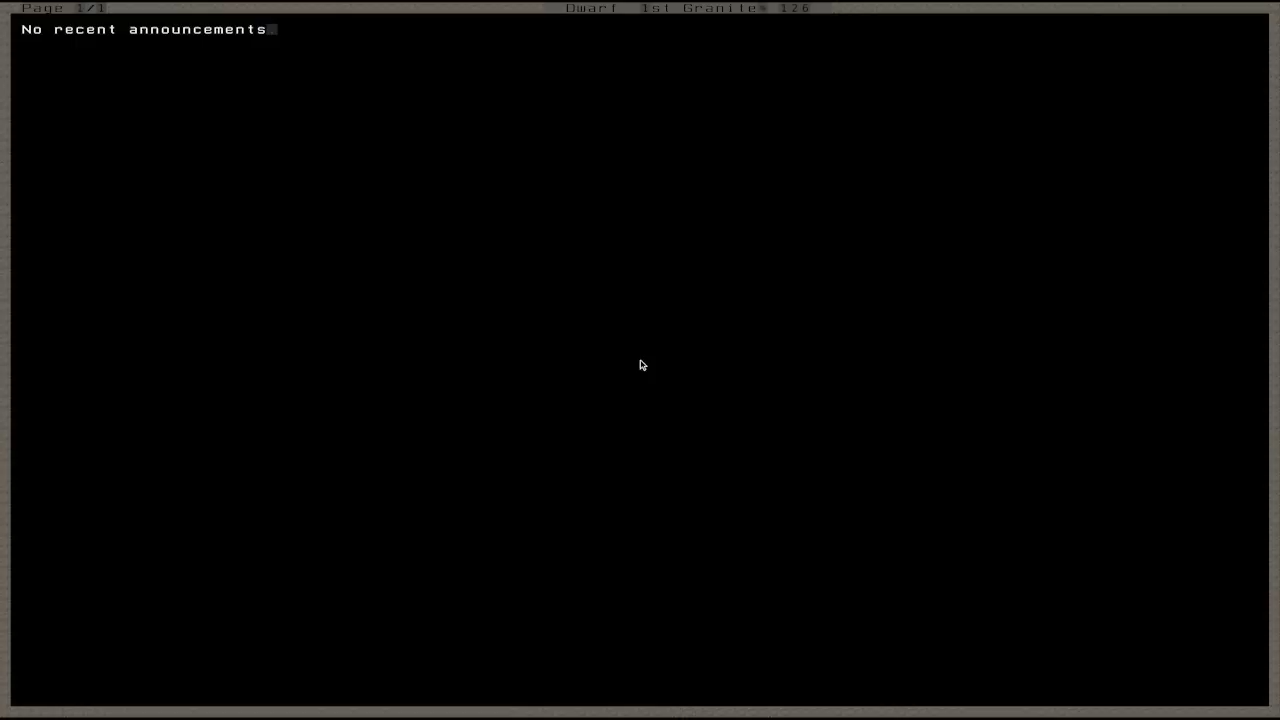 Page 1/1 Dwarf 1st Granite, 126
No recent announcements.